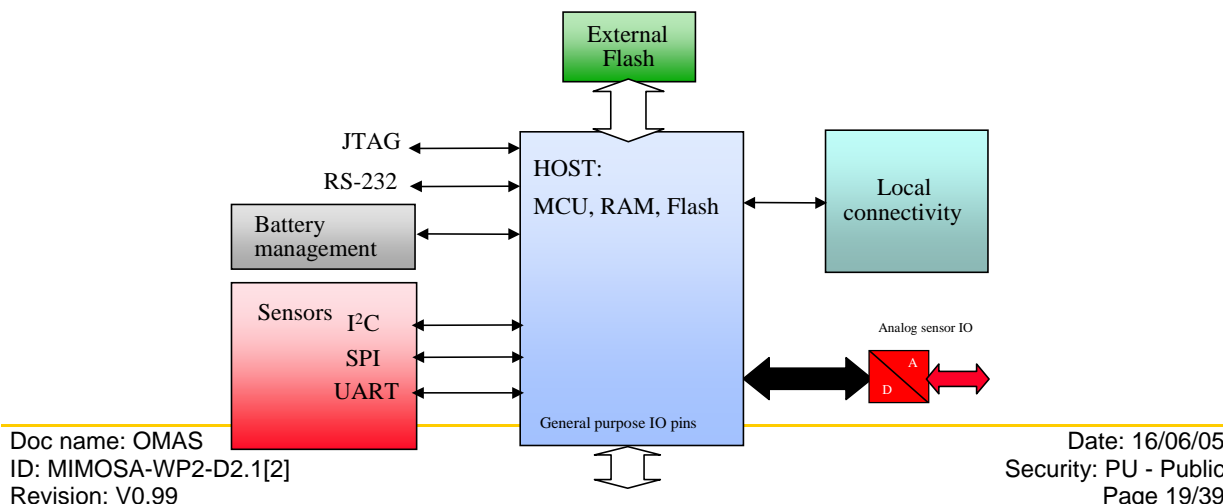 External
Flash
JTAG
RS-232
HOST:
MCU, RAM, Flash
Battery
management
Local
connectivity
Sensors
I²C
SPI
UART
Analog sensor IO
A
D
General purpose IO pins
Doc name: OMAS
ID: MIMOSA-WP2-D2.1[2]
Revision: V0.99
Date: 16/06/05
Security: PU - Public
Page 19/39